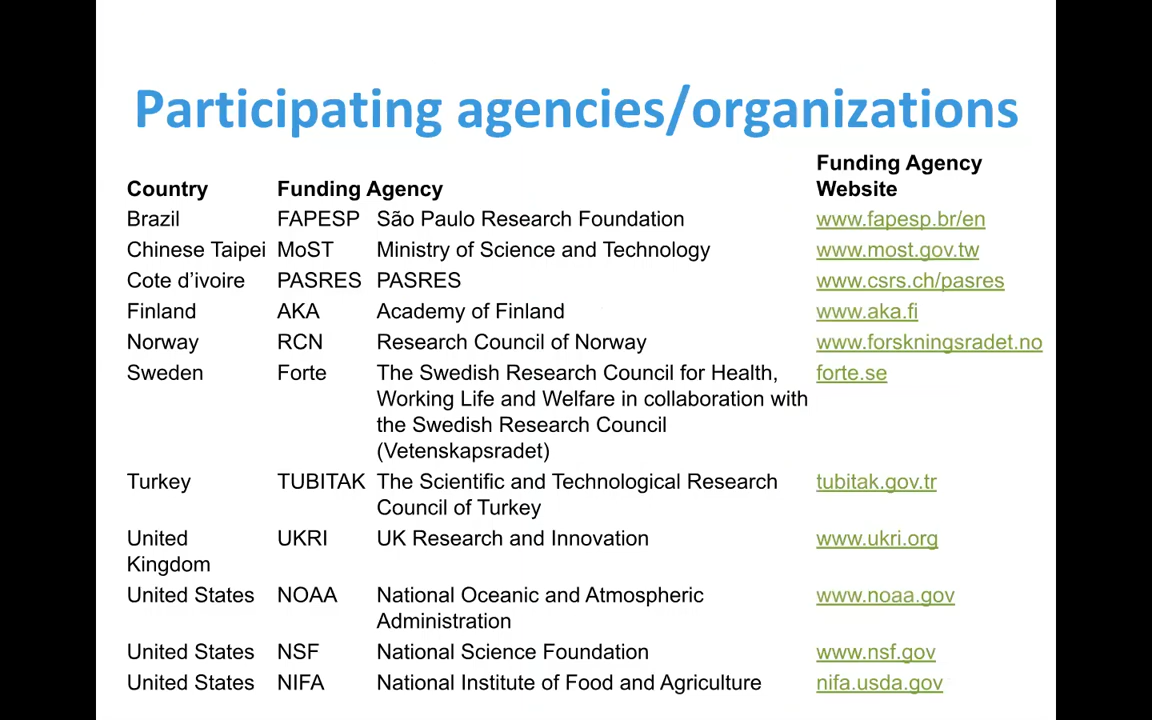 Participating agencies/organizations
Funding Agency
Country Funding Agency Website
Brazil FAPESP São Paulo Research Foundation www.fapesp.br/en
Chinese Taipei MoST Ministry of Science and Technology www.most.gov.tw
Cote d’ivoire PASRES PASRES www.csrs.ch/pasres
Finland AKA Academy of Finland www.aka.fi
Norway RCN Research Council of Norway www.forskningsradet.no
Sweden Forte The Swedish Research Council for Health, forte.se
Working Life and Welfare in collaboration with
the Swedish Research Council
(Vetenskapsradet)
Turkey TUBITAK The Scientific and Technological Research tubitak.gov.tr
Council of Turkey
United UKRI UK Research and Innovation www.ukri.org
Kingdom
United States NOAA National Oceanic and Atmospheric www.noaa.gov
Administration
United States NSF National Science Foundation www.nsf.gov
United States NIFA National Institute of Food and Agriculture nifa.usda.gov